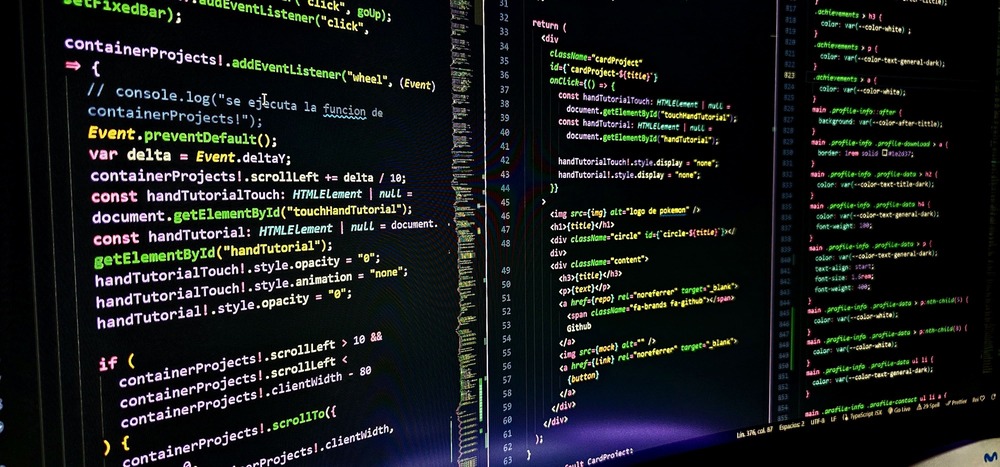 .addEventListener("click", goUp);
setFixedBar);
.addEventListener("click",
containerProjects!.addEventListener("wheel", (Event)
=> {
// console.log("se ejecuta la funcion de
containerProjects!");
Event.preventDefault();
var delta = Event.deltaY;
containerProjects!.scrollLeft += delta / 10;
const handTutorialTouch: HTMLElement | null =
document.getElementById("touchHandTutorial");
const handTutorial: HTMLElement | null = document.
getElementById("handTutorial");
handTutorialTouch!.style.opacity = "0";
handTutorialTouch!.style.animation = "none";
handTutorial!.style.opacity = "0";
if (
containerProjects!.scrollLeft > 10 &&
containerProjects!.scrollLeft <
containerProjects!.clientWidth - 80
) {
containerProjects!.scrollTo({
containerProjects!.clientWidth,
31
32 return (
33 <div
34
35 className="cardProject"
36 id={`cardProject-${title}`}
37 onClick={() => {
38 const handTutorialTouch: HTMLElement | null =
document.getElementById("touchHandTutorial");
39 const handTutorial: HTMLElement | null =
40 document.getElementById("handTutorial");
41
42 handTutorialTouch!.style.display = "none";
43 handTutorial!.style.display = "none";
44 }}
45 >
46 <img src={img} alt="logo de pokemon" />
47 <h1>{title}</h1>
48 <div className="circle" id={`circle-${title}`}></
div>
49 <div className="content">
50 <h3>{title}</h3>
51 <p>{text}</p>
52 <a href={repo} rel="noreferrer" target="_blank">
53 <span className="fa-brands fa-github"></span>
54 Github
55 </a>
56 <img src={mock} alt="" />
57 <a href={link} rel="noreferrer" target="_blank">
58 {button}
59 </a>
60 </div>
61 </div>
62 );
63 }
default CardProject;
.achievements > h3 {
color: var(--color-white);
.achievements > p {
color: var(--color-text-general-dark);
.achievements > a {
823 color: var(--color-white);
main .profile-info :after {
background: var(--color-after-tittle);
main .profile-info .profile-download > a {
border: 1rem solid #1e2d37;
main .profile-info .profile-data > h2 {
color: var(--color-text-title-dark);
main .profile-info .profile-data h4 {
color: var(--color-text-general-dark);
font-weight: 100;
main .profile-info .profile-data > p {
color: var(--color-text-general-dark);
text-align: start;
font-size: 1.6rem;
font-weight: 400;
main .profile-info .profile-data > p:nth-child(5) {
color: var(--color-white);
main .profile-info .profile-data > p:nth-child(8) {
color: var(--color-white);
main .profile-info .profile-data ul li {
color: var(--color-text-general-dark);
main .profile-info .profile-contact ul li a {
Lín. 376, col. 87 Espacios: 2 UTF-8 LF TypeScript JSX Go Live 29 Spell Prettier